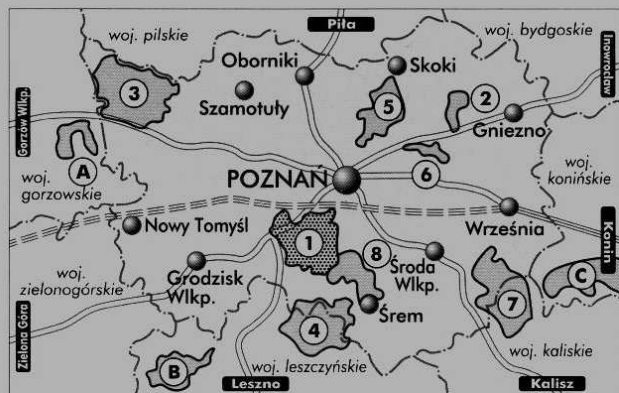 Piła
woj. pilskie
woj. bydgoskie
Oborniki
Skoki
Inowrocław
3
Szamotuły
5
2
Gorzów Wlkp.
Gniezno
A
POZNAŃ
6
woj.
gorzowskie
woj.
konińskie
Nowy Tomyśl
1
Września
Konin
8
woj.
zielonogórskie
Grodzisk
Wlkp.
Środa
Wlkp.
C
7
Zielona Góra
4
Śrem
B
woj. leszczyńskie
woj. kaliskie
Leszno
Kalisz